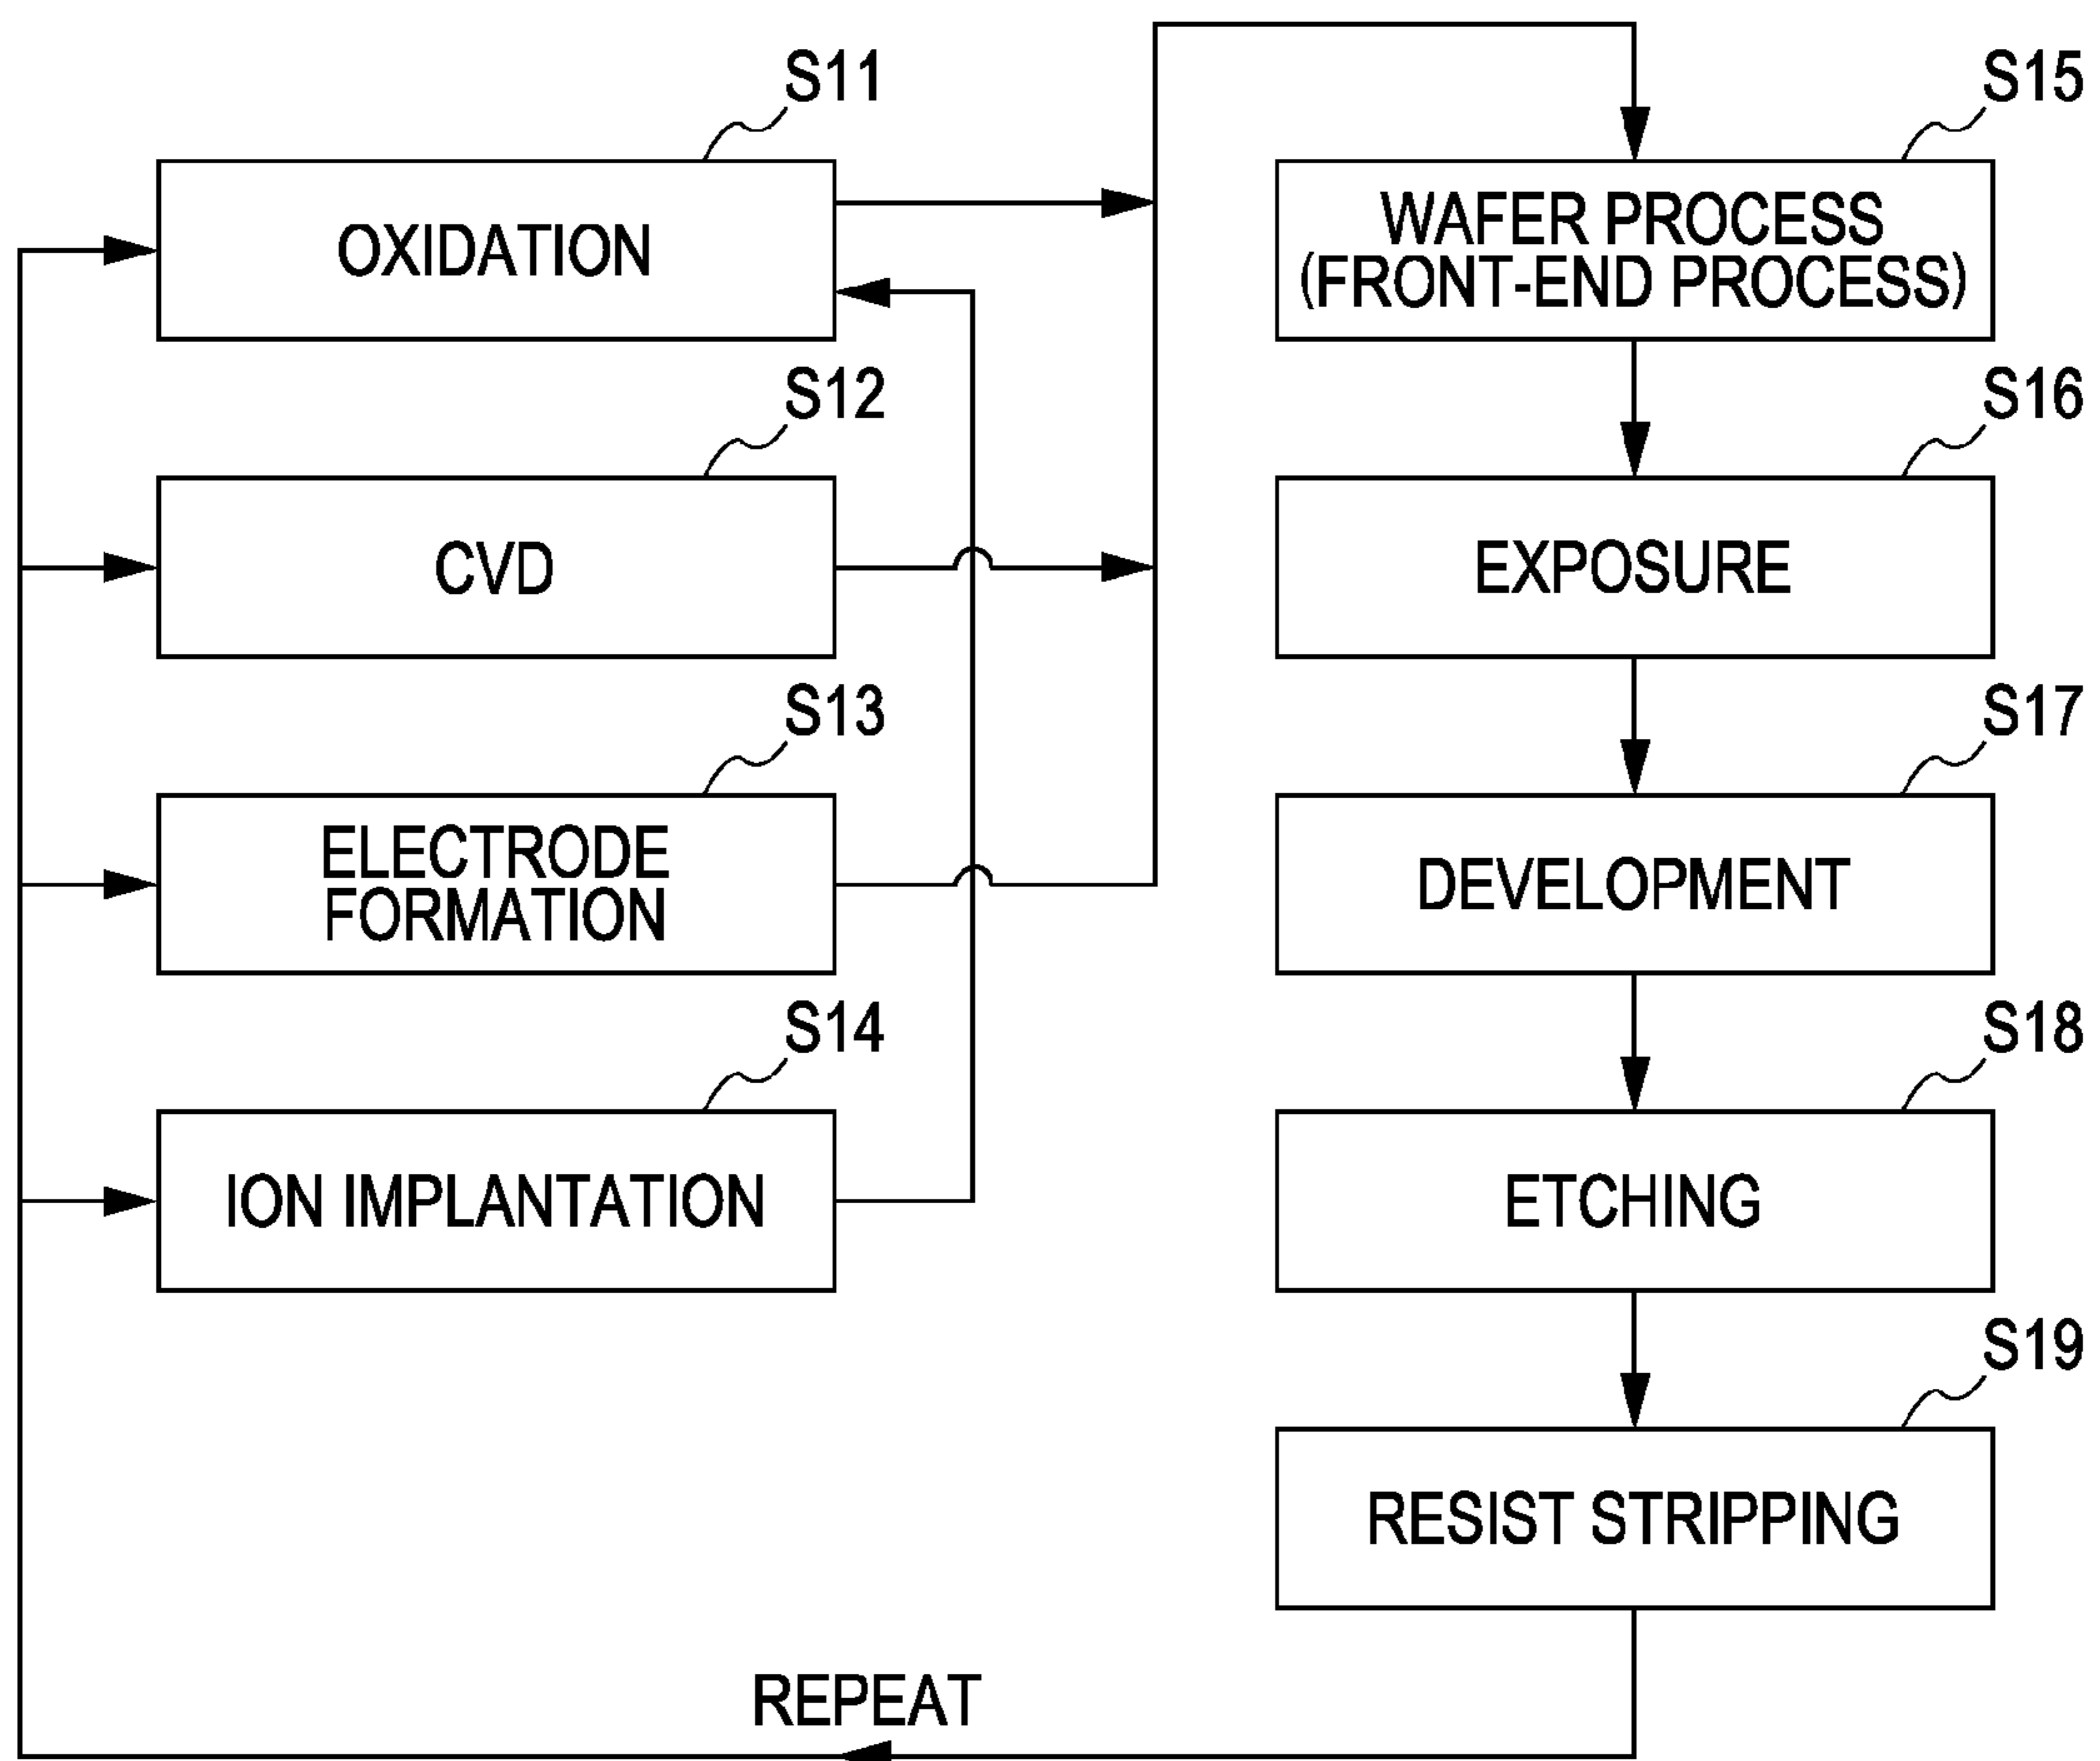 S11
OXIDATION
S12
CVD
S13
ELECTRODE
FORMATION
S14
ION IMPLANTATION
S15
WAFER PROCESS
(FRONT-END PROCESS)
S16
EXPOSURE
S17
DEVELOPMENT
S18
ETCHING
S19
RESIST STRIPPING
REPEAT